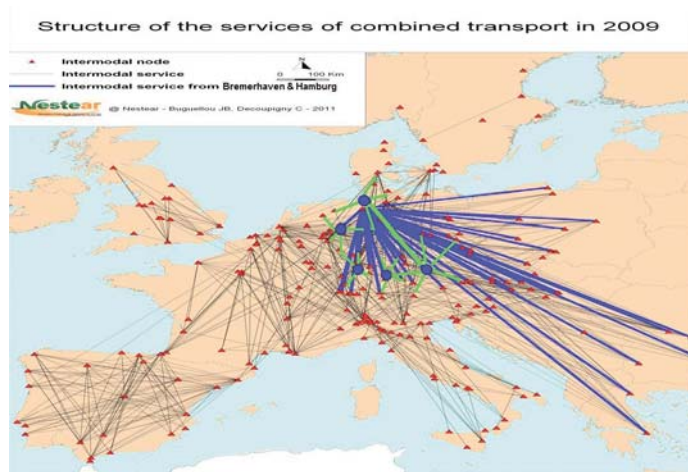 Structure of the services of combined transport in 2009
Intermodal node
Intermodal service
Intermodal service from Bremerhaven & Hamburg
N
0 100 Km
Nestear
@ Nestear - Buguellou JB, Decoupigny C - 2011